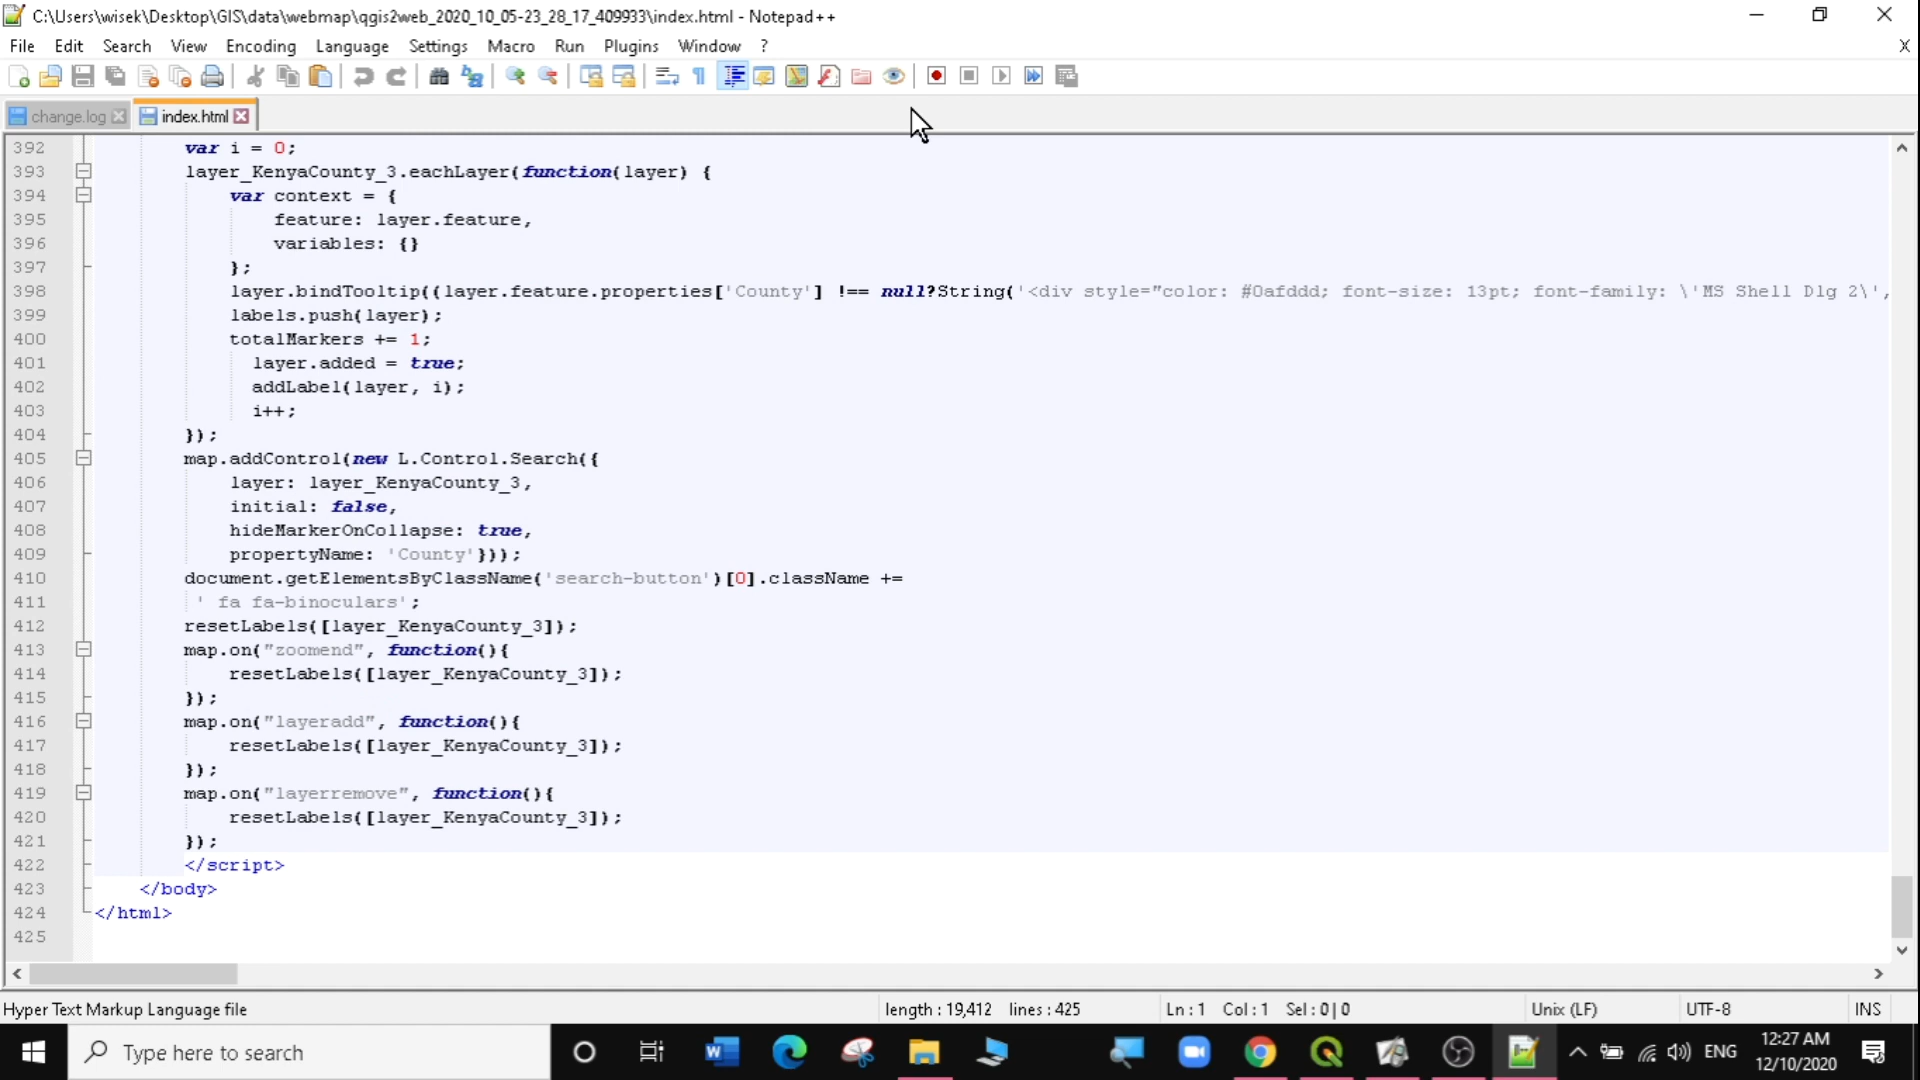 C:\Users\wisek\Desktop\GIS\data\webmap\qgis2web_2020_10_05-23_28_17_409933\index.html - Notepad++
File Edit Search View Encoding Language Settings Macro Run Plugins Window ? X
change.log index.html
392 var i = 0;
393 layer_KenyaCounty_3.eachLayer(function(layer) {
394 var context = {
395 feature: layer.feature,
396 variables: {}
397 };
398 layer.bindTooltip((layer.feature.properties['County'] !== null?String('<div style="color: #0afddd; font-size: 13pt; font-family: \'MS Shell Dlg 2\',
399 labels.push(layer);
400 totalMarkers += 1;
401 layer.added = true;
402 addLabel(layer, i);
403 i++;
404 });
405 map.addControl(new L.Control.Search({
406 layer: layer_KenyaCounty_3,
407 initial: false,
408 hideMarkerOnCollapse: true,
409 propertyName: 'County'}));
410 document.getElementsByClassName('search-button')[0].className +=
411 ' fa fa-binoculars';
412 resetLabels([layer_KenyaCounty_3]);
413 map.on("zoomend", function(){
414 resetLabels([layer_KenyaCounty_3]);
415 });
416 map.on("layeradd", function(){
417 resetLabels([layer_KenyaCounty_3]);
418 });
419 map.on("layerremove", function(){
420 resetLabels([layer_KenyaCounty_3]);
421 });
422 </script>
423 </body>
424 </html>
425
Hyper Text Markup Language file length : 19,412 lines : 425 Ln : 1 Col : 1 Sel : 0 | 0 Unix (LF) UTF-8 INS
Type here to search ENG 12:27 AM
12/10/2020